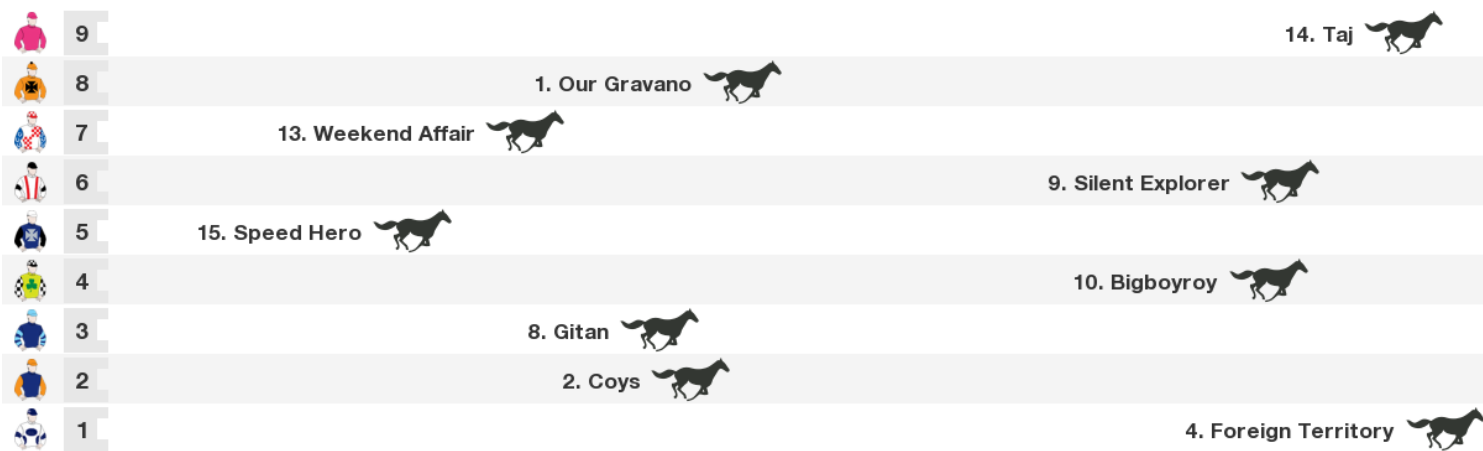 9 14. Taj
8 1. Our Gravano
7 13. Weekend Affair
6 9. Silent Explorer
5 15. Speed Hero
4 10. Bigboyroy
3 8. Gitan
2 2. Coys
1 4. Foreign Territory